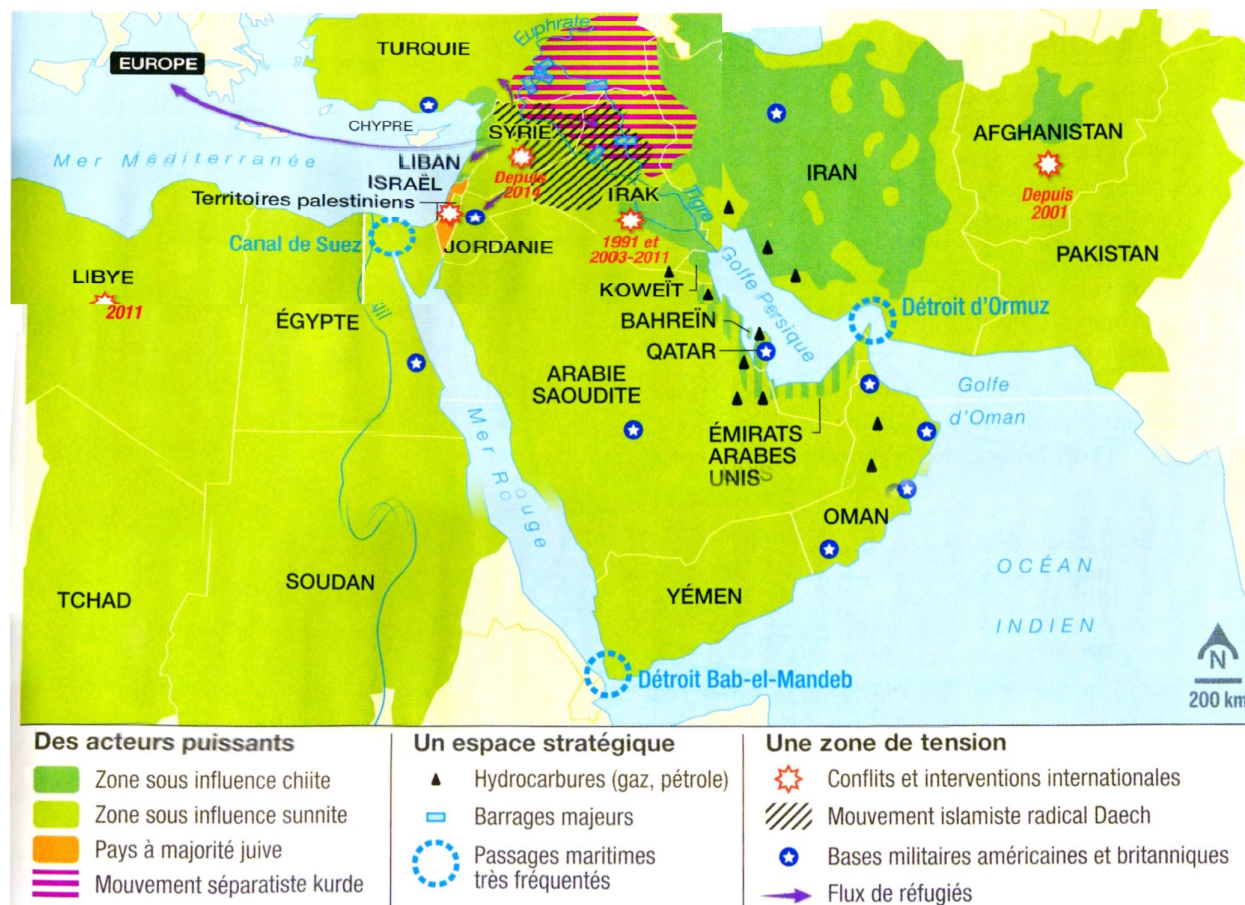 Euphrate
TURQUIE
EUROPE
CHYPRE
SYRIE
Mer Méditerranée
LIBAN
ISRAËL
Territoires palestiniens
Depuis
2014
IRAK
Tigre
1991 et
2003-2011
IRAN
AFGHANISTAN
Depuis
2001
PAKISTAN
Canal de Suez
JORDANIE
LIBYE
2011
ÉGYPTE
Nil
KOWEÏT
Golfe Persique
Détroit d'Ormuz
BAHREÏN
QATAR
ARABIE
SAOUDITE
Golfe
d'Oman
ÉMIRATS
ARABES
UNIS
Mer Rouge
OMAN
TCHAD
SOUDAN
YÉMEN
OCÉAN
INDIEN
Détroit Bab-el-Mandeb
N
200 km
Des acteurs puissants
Zone sous influence chiite
Zone sous influence sunnite
Pays à majorité juive
Mouvement séparatiste kurde
Un espace stratégique
Hydrocarbures (gaz, pétrole)
Barrages majeurs
Passages maritimes
très fréquentés
Une zone de tension
Conflits et interventions internationales
Mouvement islamiste radical Daech
Bases militaires américaines et britanniques
Flux de réfugiés